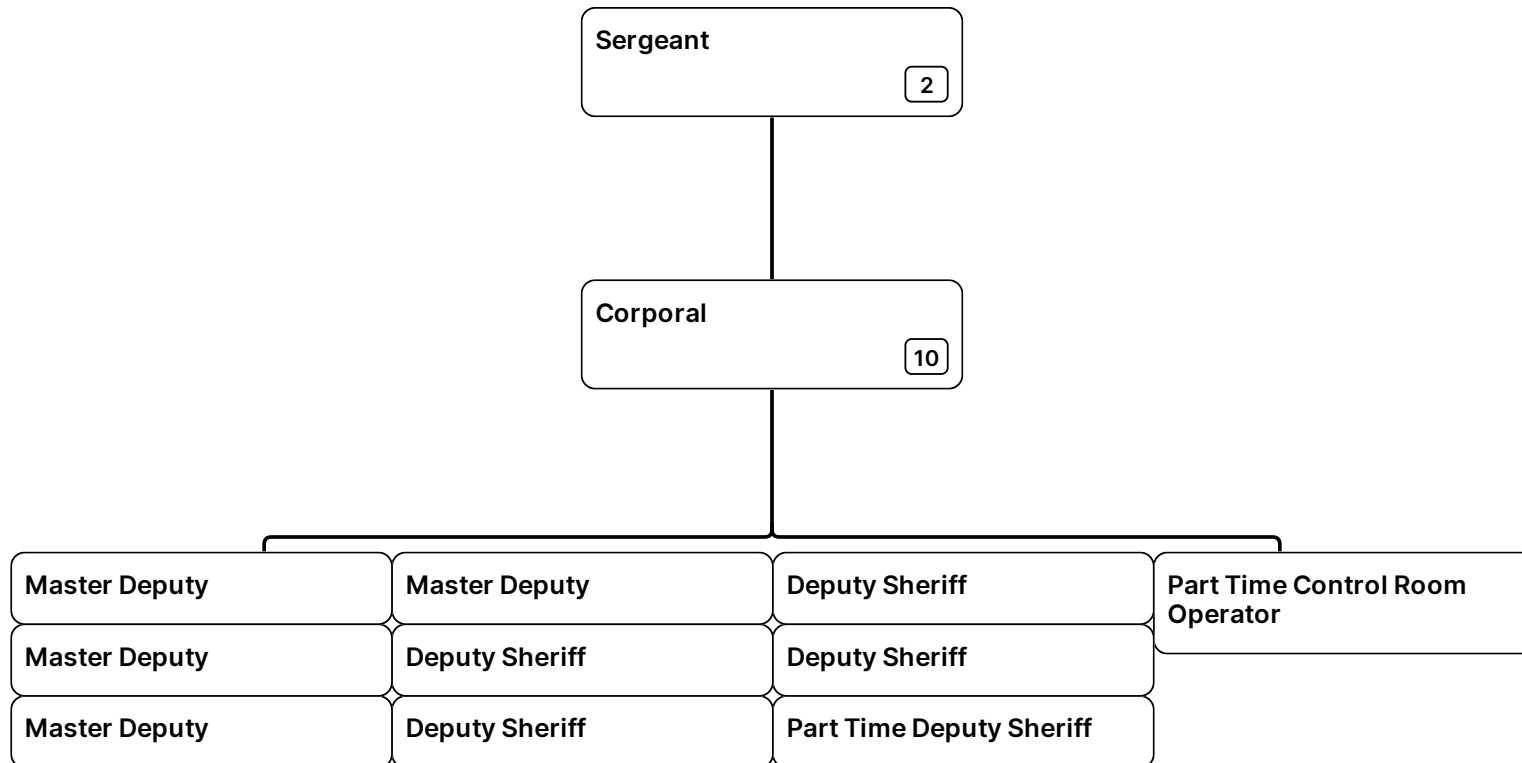 Sergeant
2
Corporal
10
Master Deputy
Master Deputy
Deputy Sheriff
Part Time Control Room
Operator
Master Deputy
Deputy Sheriff
Deputy Sheriff
Master Deputy
Deputy Sheriff
Part Time Deputy Sheriff